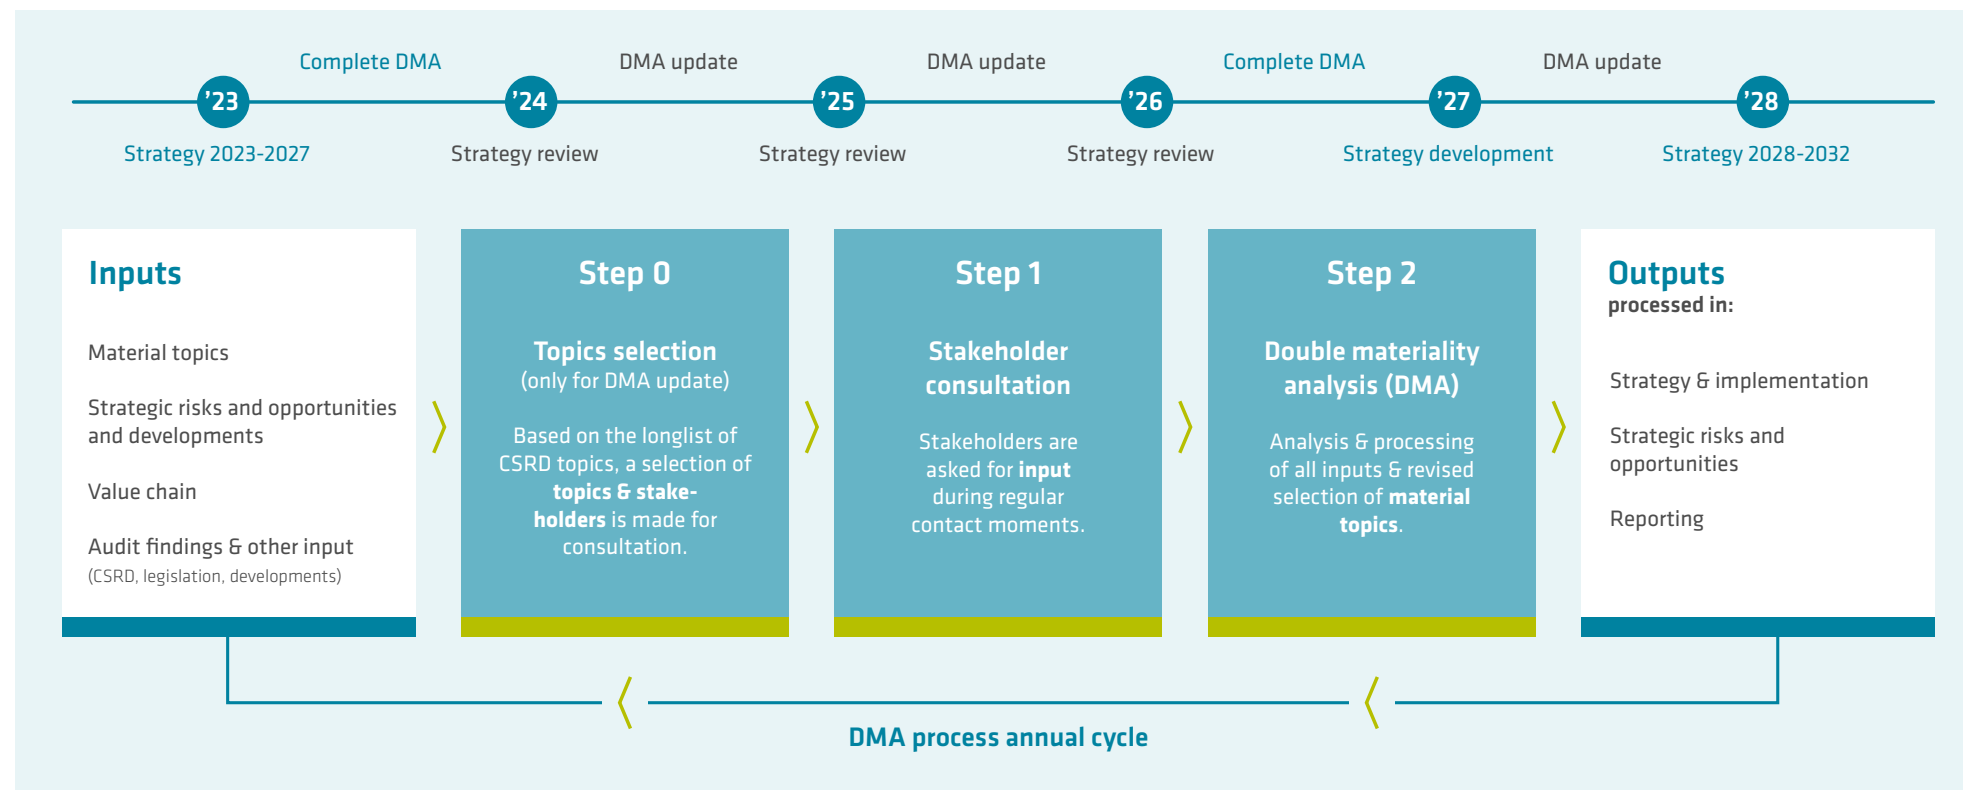 Complete DMA
DMA update
DMA update
Complete DMA
DMA update
’23
’24
’25
’26
’27
’28
Strategy 2023-2027
Strategy review
Strategy review
Strategy review
Strategy development
Strategy 2028-2032
Inputs
Material topics
Strategic risks and opportunities
and developments
Value chain
Audit findings & other input
(CSRD, legislation, developments)
Step 0
Topics selection
(only for DMA update)
Based on the longlist of
CSRD topics, a selection of
topics & stake-
holders is made for
consultation.
Step 1
Stakeholder
consultation
Stakeholders are
asked for input
during regular
contact moments.
Step 2
Double materiality
analysis (DMA)
Analysis & processing
of all inputs & revised
selection of material
topics.
Outputs
processed in:
Strategy & implementation
Strategic risks and
opportunities
Reporting
DMA process annual cycle